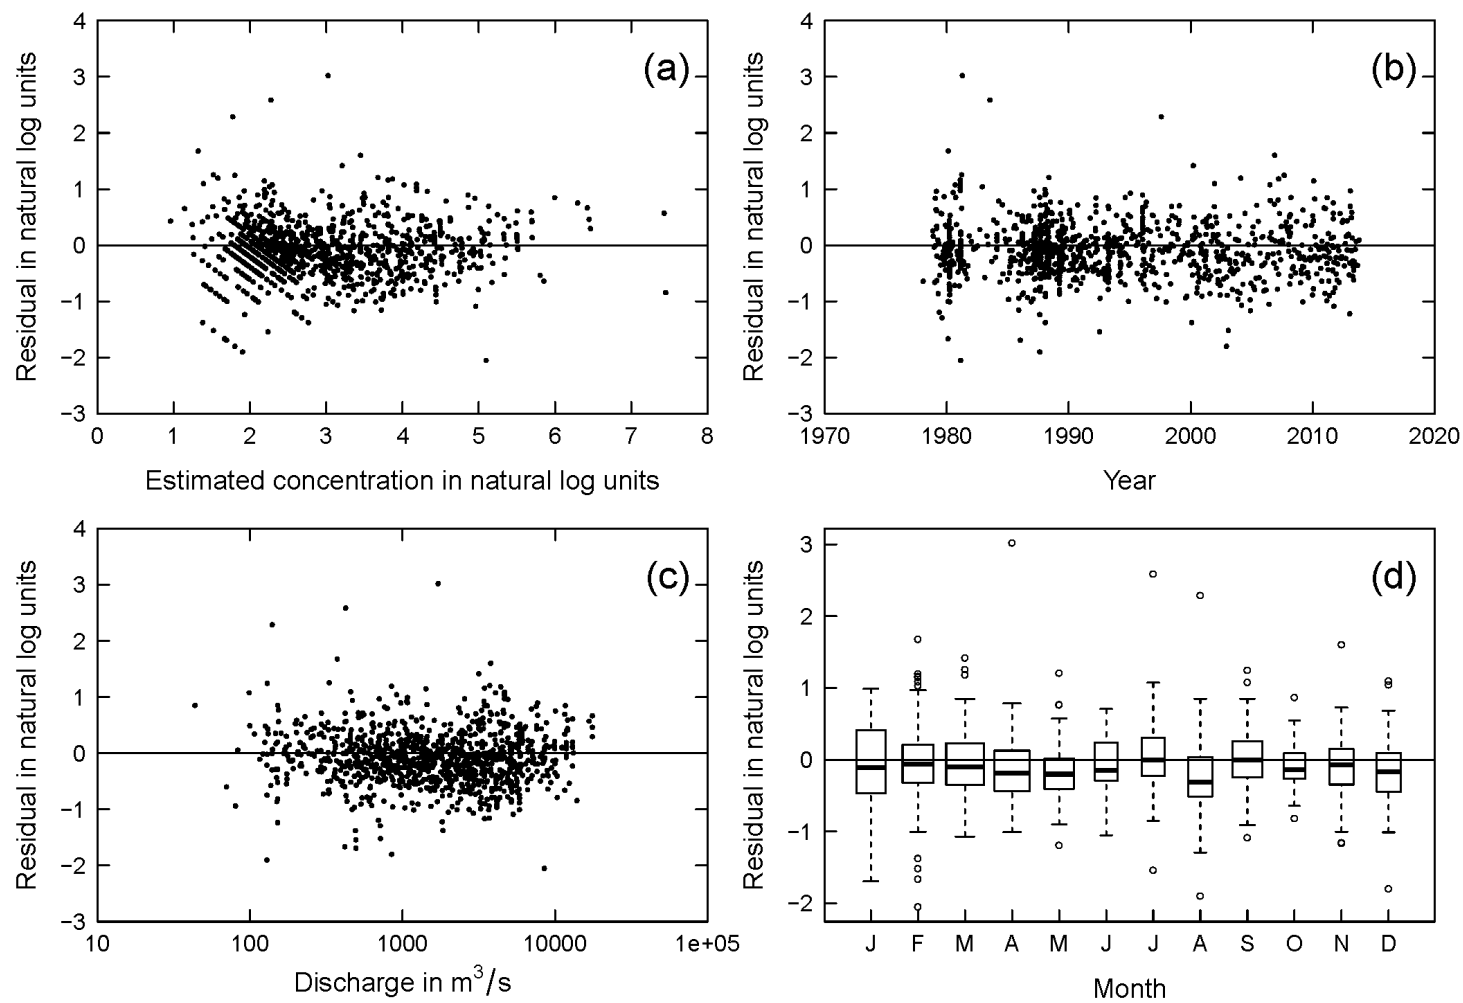 4
3
2
1
0
−1
−2
−3
Residual in natural log units
(a)
0 1 2 3 4 5 6 7 8
Estimated concentration in natural log units
4
3
2
1
0
−1
−2
−3
Residual in natural log units
(b)
1970 1980 1990 2000 2010 2020
Year
4
3
2
1
0
−1
−2
−3
Residual in natural log units
(c)
10 100 1000 10000 1e+05
Discharge in m³/s
3
2
1
0
−1
−2
Residual in natural log units
(d)
J F M A M J J A S O N D
Month